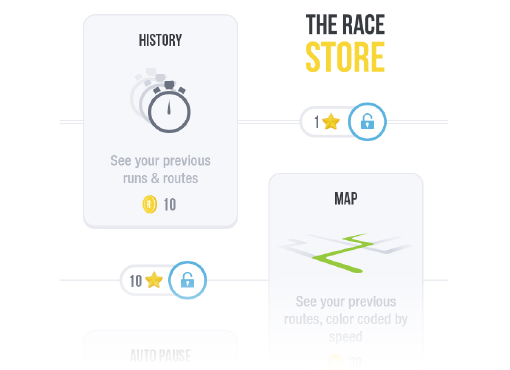 HISTORY
See your previous
runs & routes
10
THE RACE
STORE
1
MAP
See your previous
routes, color coded by
speed
10
AUTO PAUSE